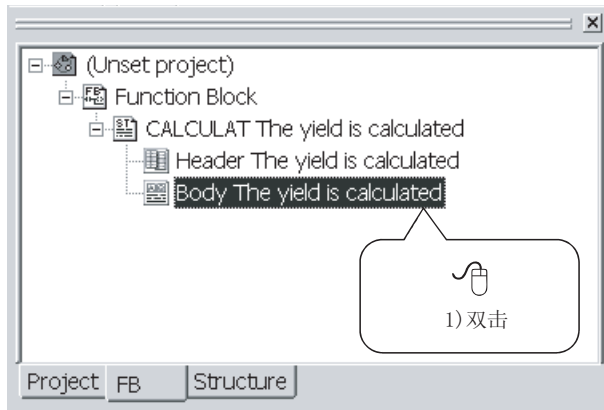 (Unset project)
Function Block
CALCULAT The yield is calculated
Header The yield is calculated
Body The yield is calculated
1)双击
Project FB Structure